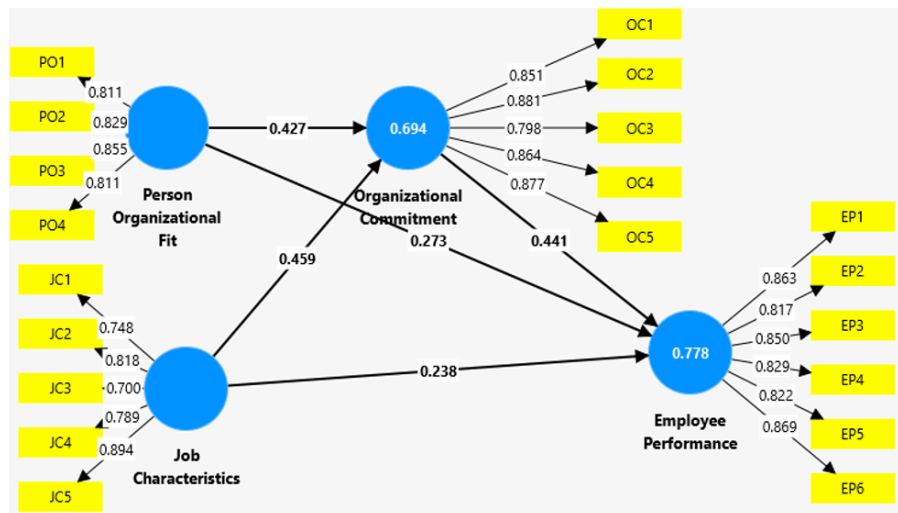 PO1
PO2
PO3
PO4
0.811
0.829
0.855
0.811
Person
Organizational
Fit
0.427
0.694
Organizational
Commitment
0.851
0.881
0.798
0.864
0.877
OC1
OC2
OC3
OC4
OC5
0.459
0.273
0.441
JC1
JC2
JC3
JC4
JC5
0.748
0.818
0.700
0.789
0.894
Job
Characteristics
0.238
0.778
Employee
Performance
0.863
0.817
0.850
0.829
0.822
0.869
EP1
EP2
EP3
EP4
EP5
EP6